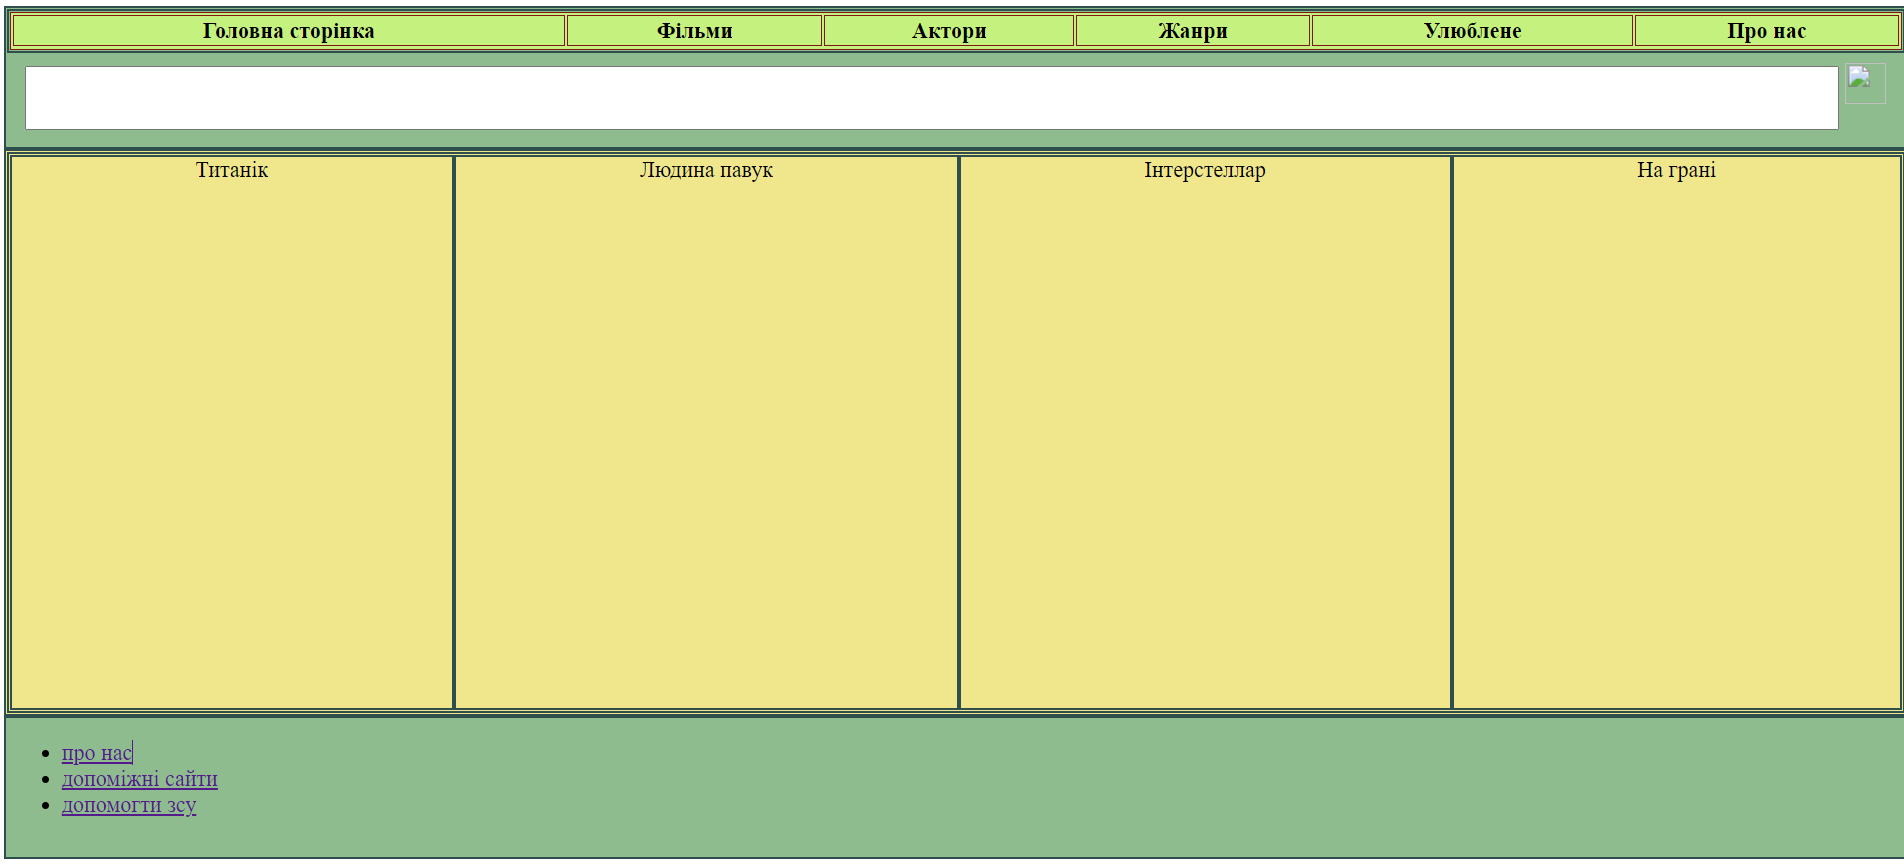 Головна сторінка Фільми Актори Жанри Улюблене Про нас
Титанік Людина павук Інтерстеллар На грані
про нас
допоміжні сайти
допомогти зсу